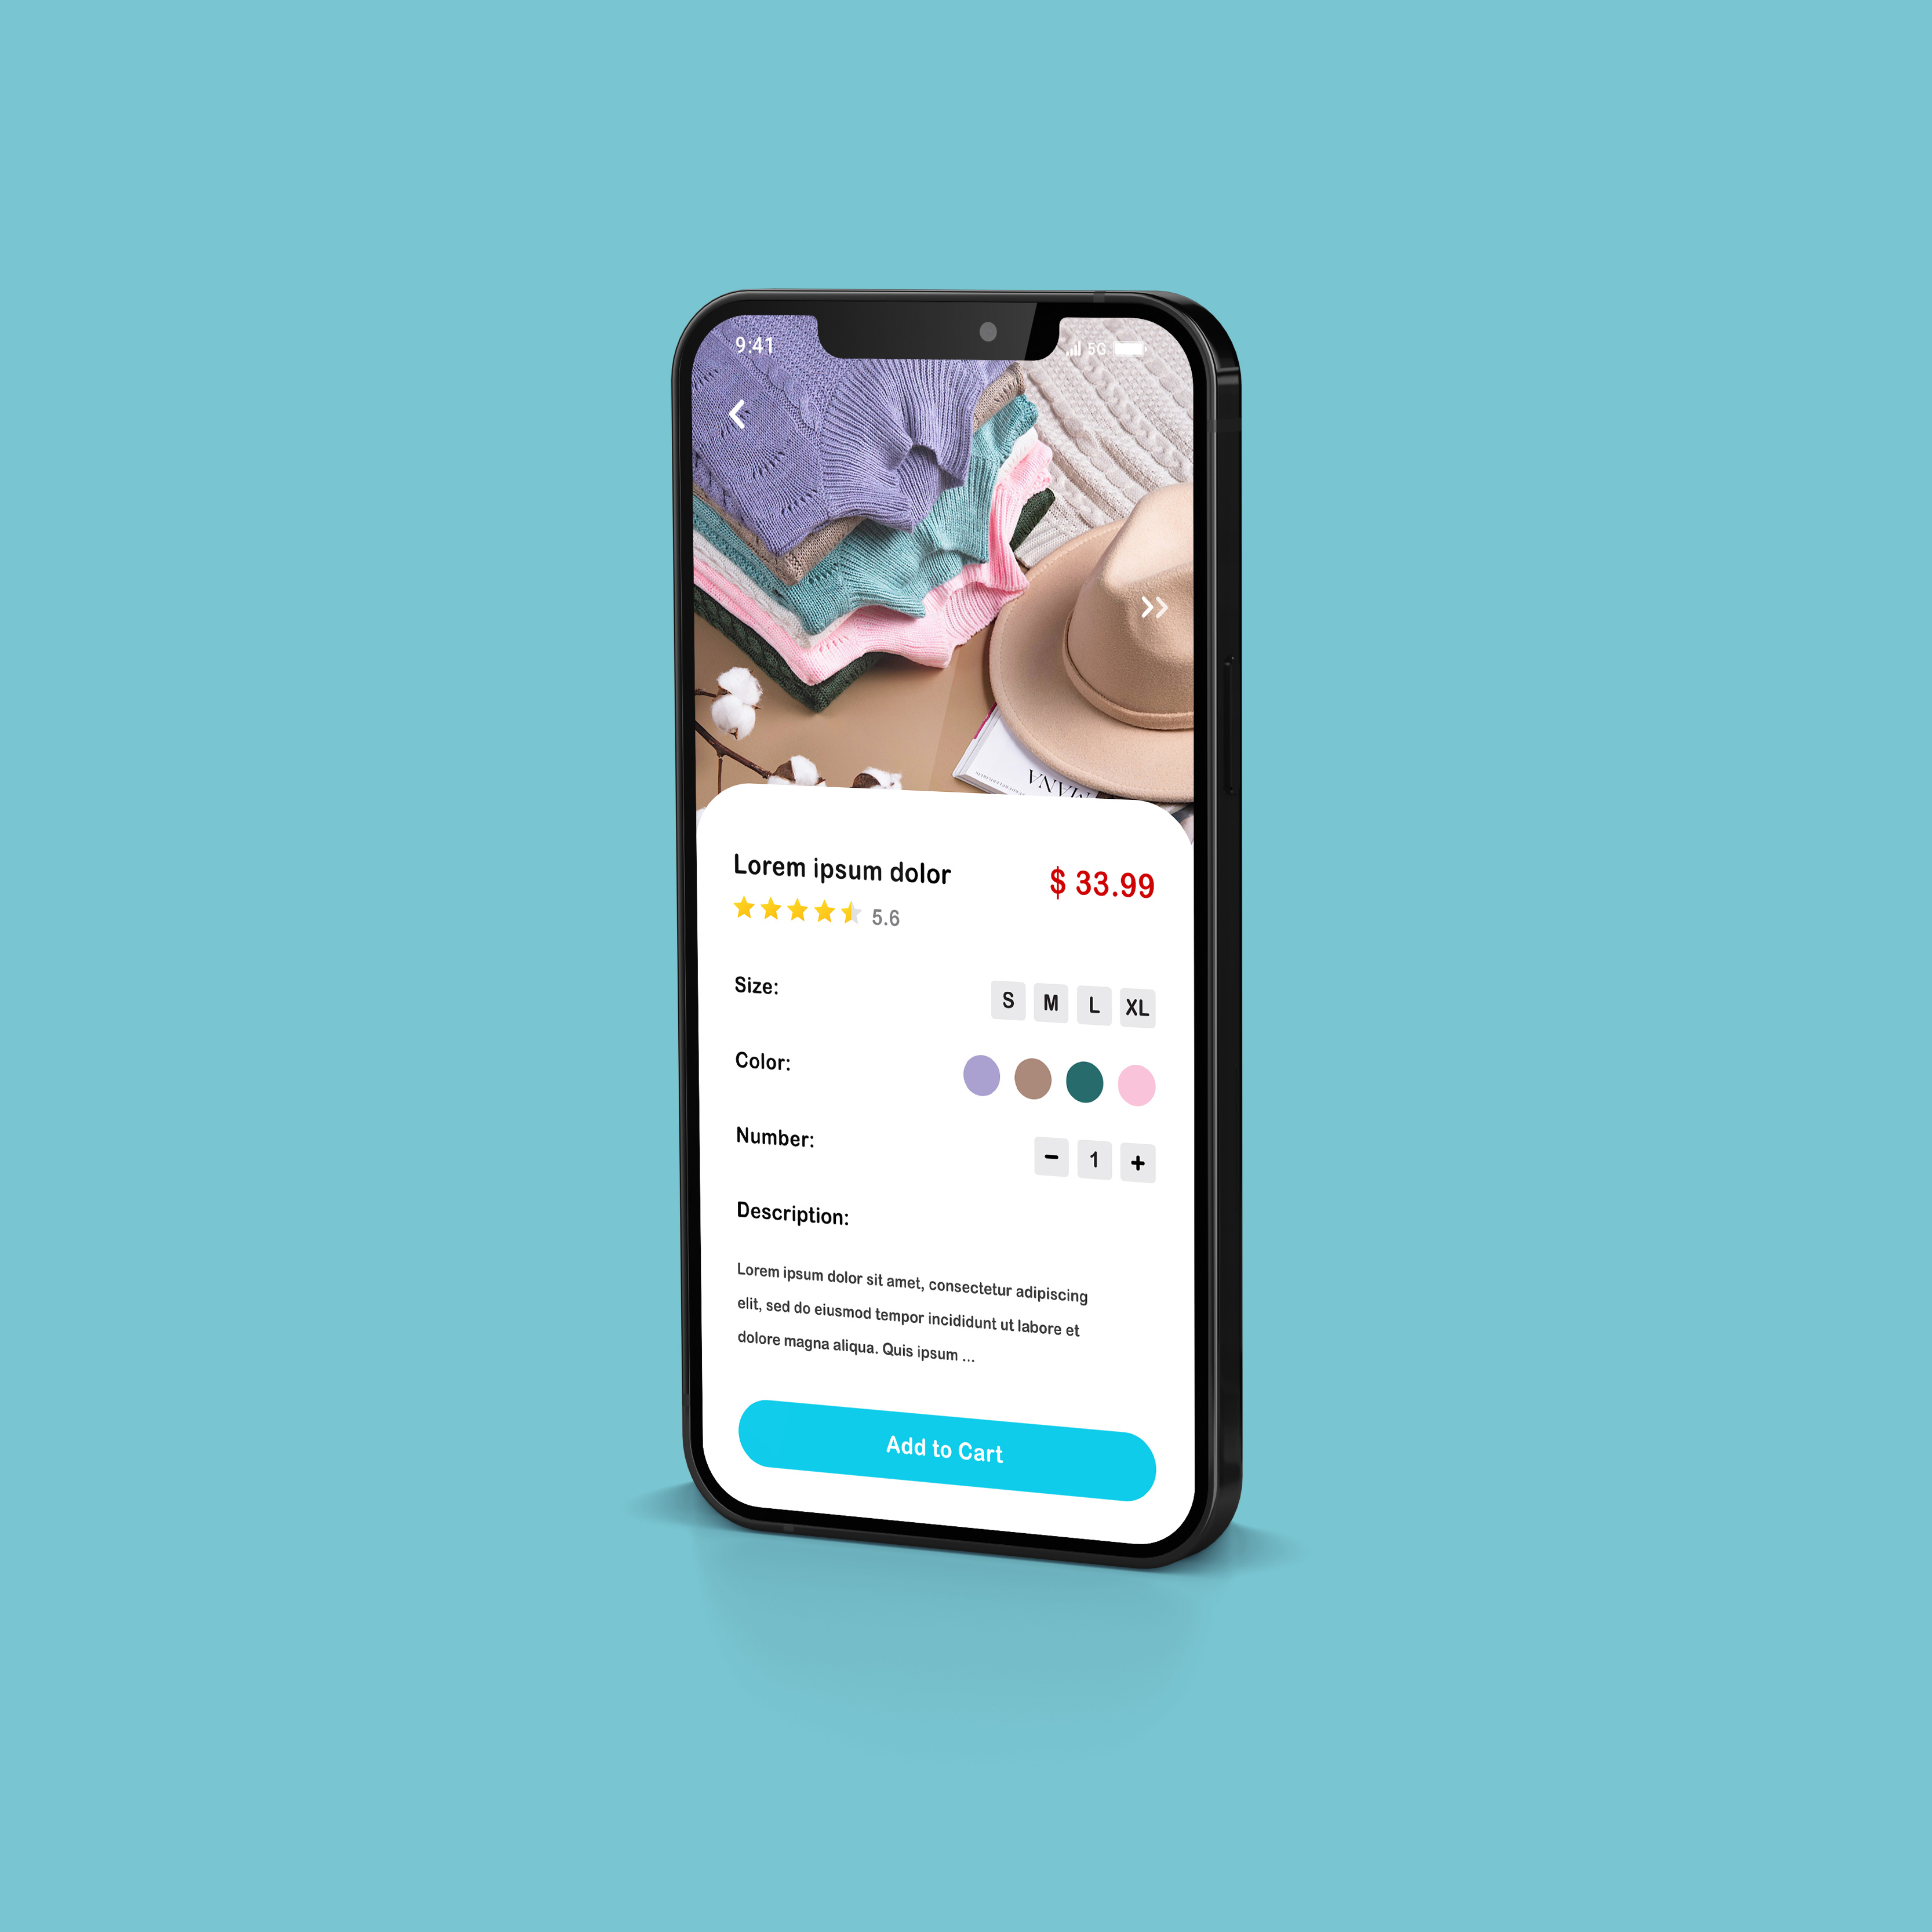 9:41
5G
Lorem ipsum dolor
$ 33.99
5.6
Size:
S M L XL
Color:
Number:
− 1 +
Description:
Lorem ipsum dolor sit amet, consectetur adipiscing
elit, sed do eiusmod tempor incididunt ut labore et
dolore magna aliqua. Quis ipsum ...
Add to Cart